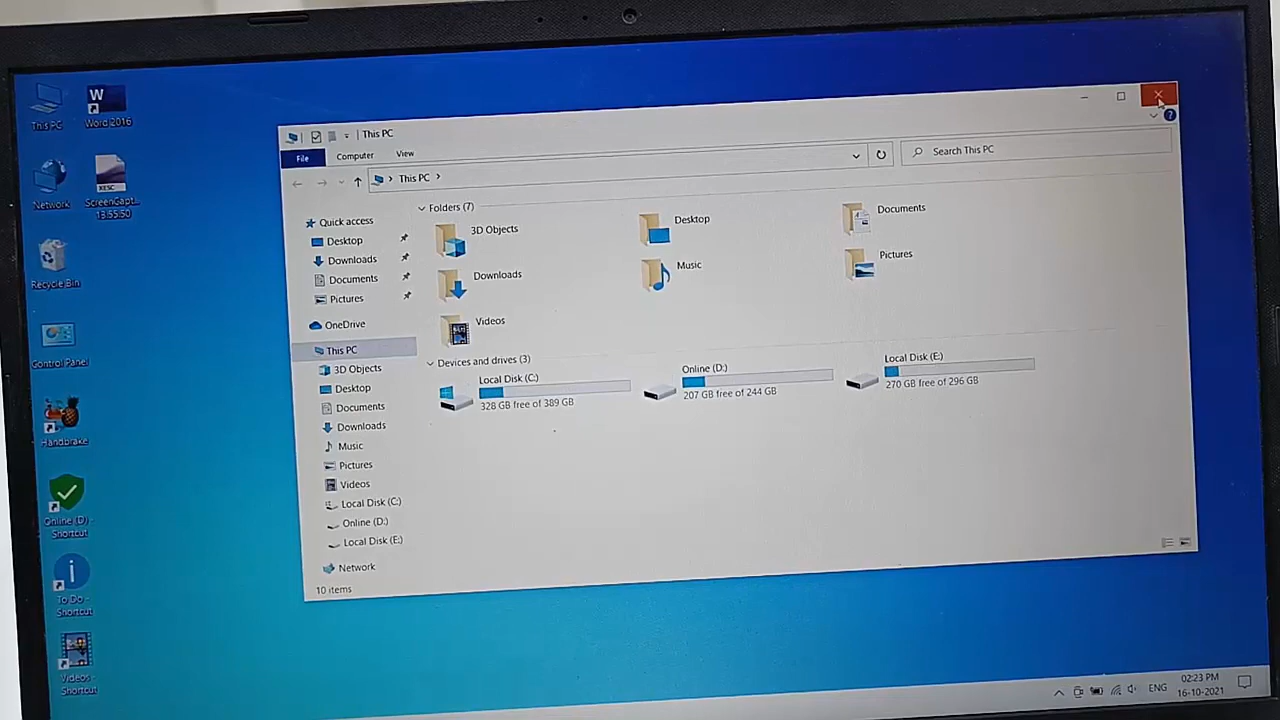 This PC
W
Word 2016
Network
XESC
ScreenCapt...
13.55.50
Recycle Bin
Control Panel
Handbrake
Online (D) -
Shortcut
i
To Do -
Shortcut
Videos -
Shortcut
This PC
File
Computer
View
?
This PC
Search This PC
Quick access
Desktop
Downloads
Documents
Pictures
OneDrive
This PC
3D Objects
Desktop
Documents
Downloads
Music
Pictures
Videos
Local Disk (C:)
Online (D:)
Local Disk (E:)
Network
Folders (7)
3D Objects
Desktop
Documents
Downloads
Music
Pictures
Videos
Devices and drives (3)
Local Disk (C:)
328 GB free of 389 GB
Online (D:)
207 GB free of 244 GB
Local Disk (E:)
270 GB free of 296 GB
10 items
ENG
02:23 PM
16-10-2021